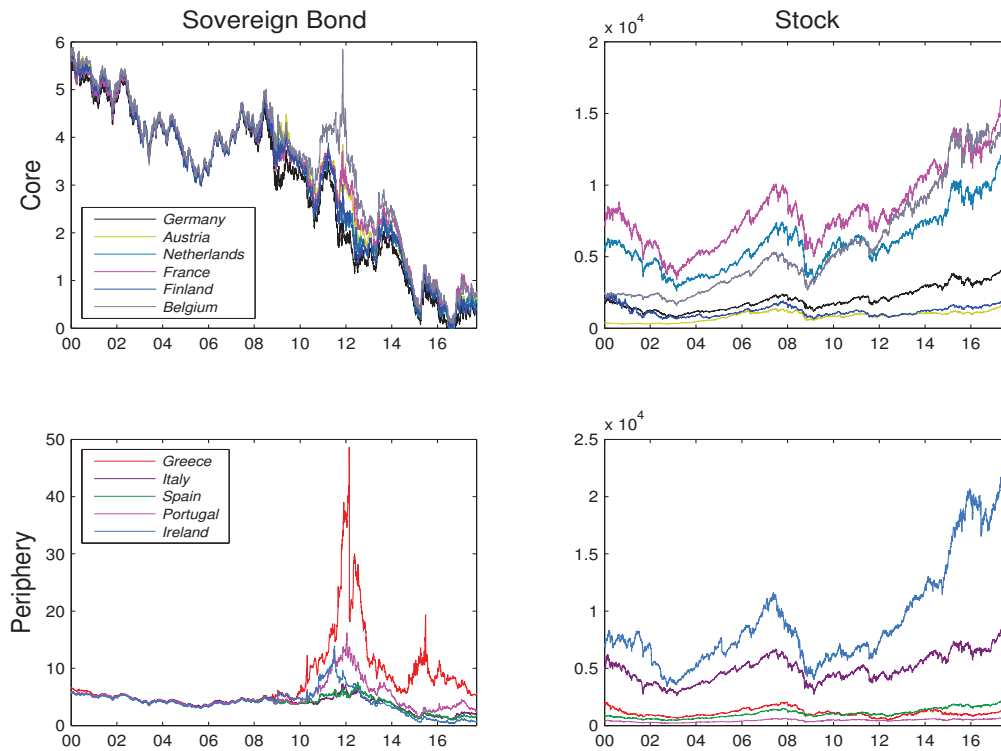 Sovereign Bond
Stock
Core
6
5
4
3
2
1
0
00 02 04 06 08 10 12 14 16
Germany
Austria
Netherlands
France
Finland
Belgium
x 10^4
2
1.5
1
0.5
0
00 02 04 06 08 10 12 14 16
Periphery
50
40
30
20
10
0
00 02 04 06 08 10 12 14 16
Greece
Italy
Spain
Portugal
Ireland
x 10^4
2.5
2
1.5
1
0.5
0
00 02 04 06 08 10 12 14 16